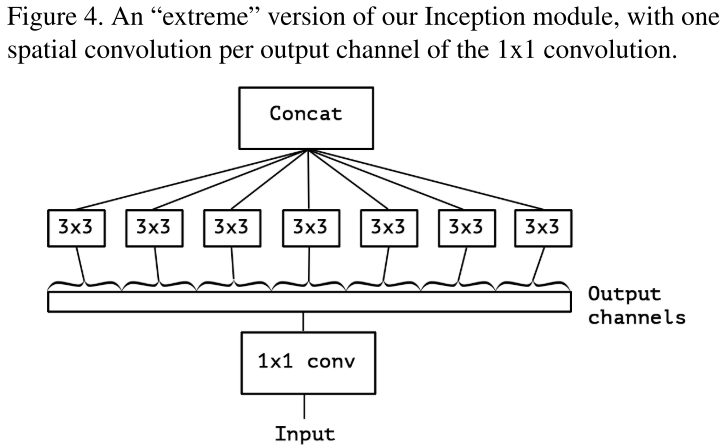 Figure 4. An “extreme” version of our Inception module, with one
spatial convolution per output channel of the 1x1 convolution.
Concat
3x3 3x3 3x3 3x3 3x3 3x3 3x3
Output
channels
1x1 conv
Input